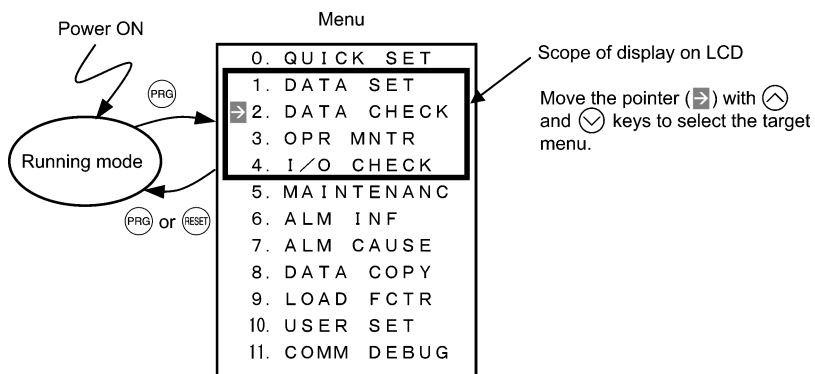 Menu
Power ON
PRG
Running mode
PRG or RESET
0. QUICK SET
1. DATA SET
→ 2. DATA CHECK
3. OPR MNTR
4. I/O CHECK
5. MAINTENANC
6. ALM INF
7. ALM CAUSE
8. DATA COPY
9. LOAD FCTR
10. USER SET
11. COMM DEBUG
Scope of display on LCD
Move the pointer (→) with ∧
and ∨ keys to select the target
menu.